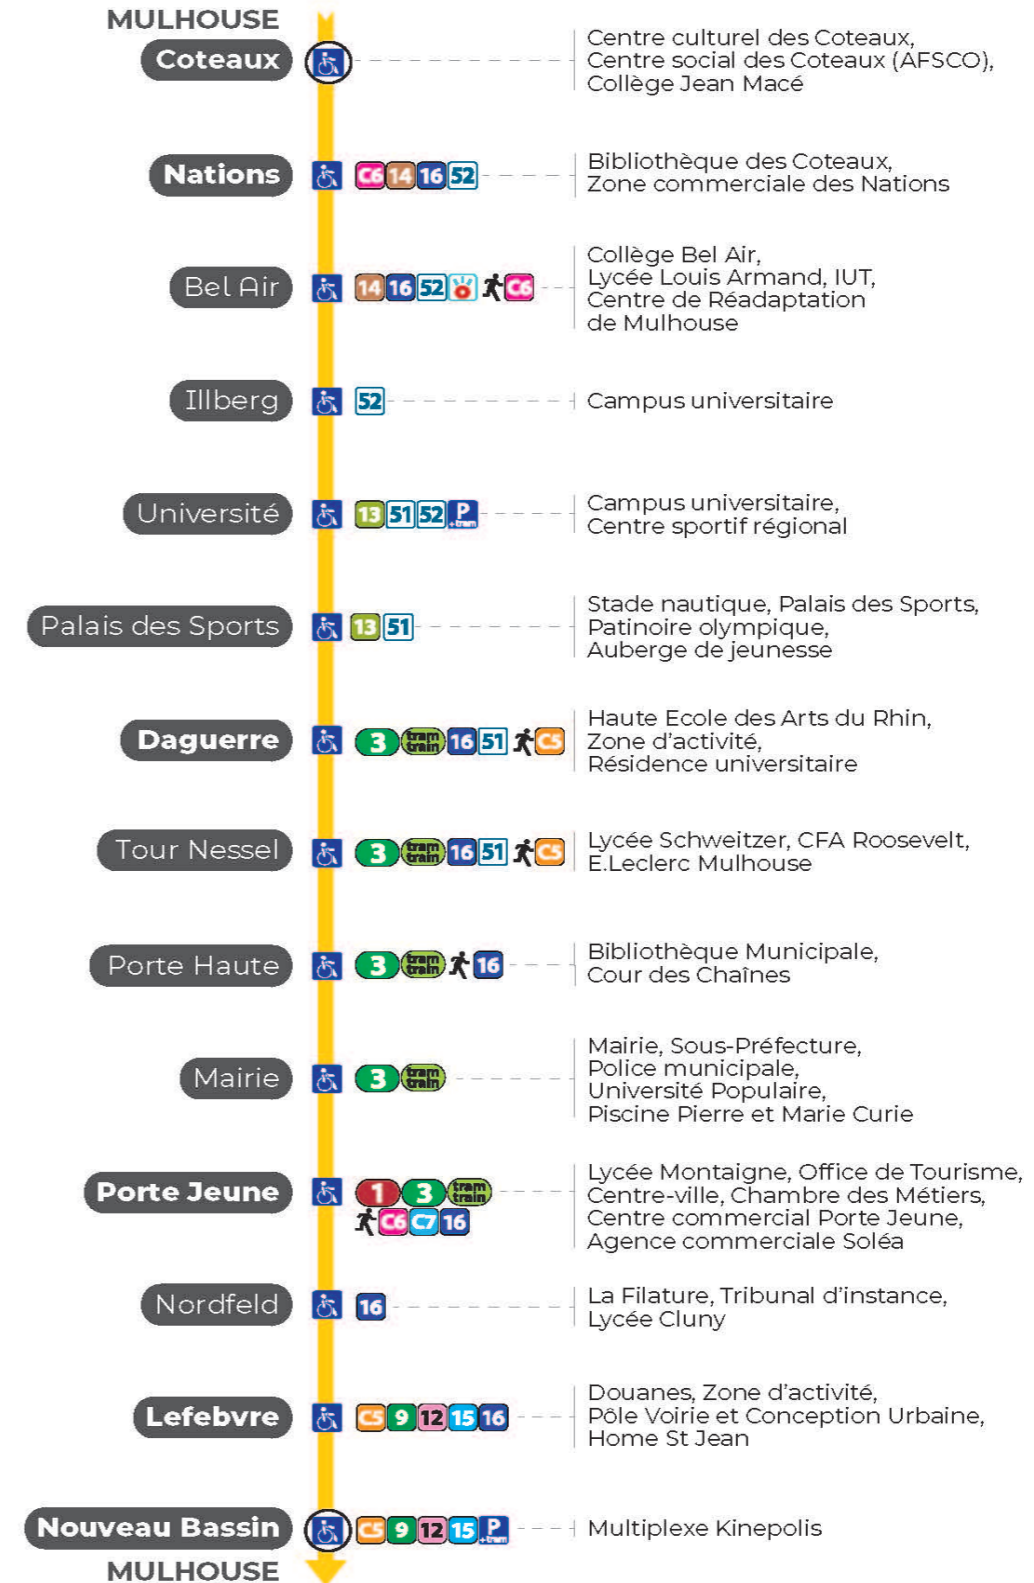 MULHOUSE
Coteaux
Centre culturel des Coteaux,
Centre social des Coteaux (AFSCO),
Collège Jean Macé
Nations
C6 14 16 52
Bibliothèque des Coteaux,
Zone commerciale des Nations
Bel Air
14 16 52 C6
Collège Bel Air,
Lycée Louis Armand, IUT,
Centre de Réadaptation
de Mulhouse
Illberg
52
Campus universitaire
Université
13 51 52 P
+tram
Campus universitaire,
Centre sportif régional
Palais des Sports
13 51
Stade nautique, Palais des Sports,
Patinoire olympique,
Auberge de jeunesse
Daguerre
3 tram train 16 51 C5
Haute Ecole des Arts du Rhin,
Zone d'activité,
Résidence universitaire
Tour Nessel
3 tram train 16 51 C5
Lycée Schweitzer, CFA Roosevelt,
E.Leclerc Mulhouse
Porte Haute
3 tram train 16
Bibliothèque Municipale,
Cour des Chaînes
Mairie
3 tram train
Mairie, Sous-Préfecture,
Police municipale,
Université Populaire,
Piscine Pierre et Marie Curie
Porte Jeune
1 3 tram train
C6 C7 16
Lycée Montaigne, Office de Tourisme,
Centre-ville, Chambre des Métiers,
Centre commercial Porte Jeune,
Agence commerciale Soléa
Nordfeld
16
La Filature, Tribunal d'instance,
Lycée Cluny
Lefebvre
C5 9 12 15 16
Douanes, Zone d'activité,
Pôle Voirie et Conception Urbaine,
Home St Jean
Nouveau Bassin
C5 9 12 15 P
+tram
Multiplexe Kinepolis
MULHOUSE